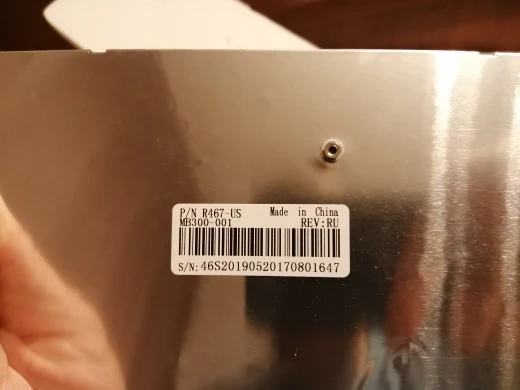 P/N R467-US Made in China
MB300-001 REV:RU
S/N: 46S20190520170801647